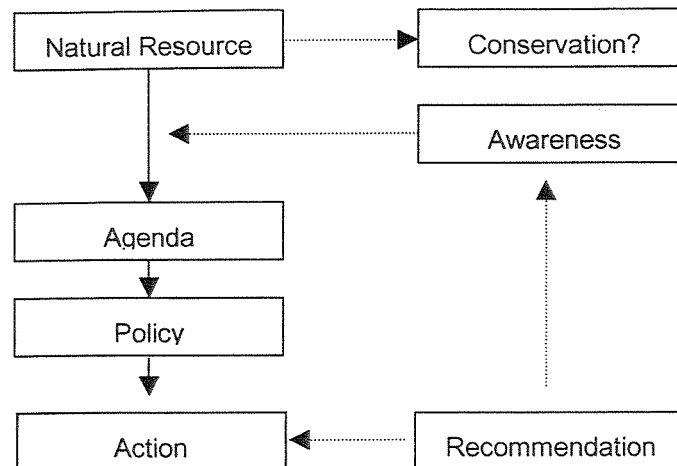 Natural Resource
Conservation?
Awareness
Agenda
Policy
Action
Recommendation